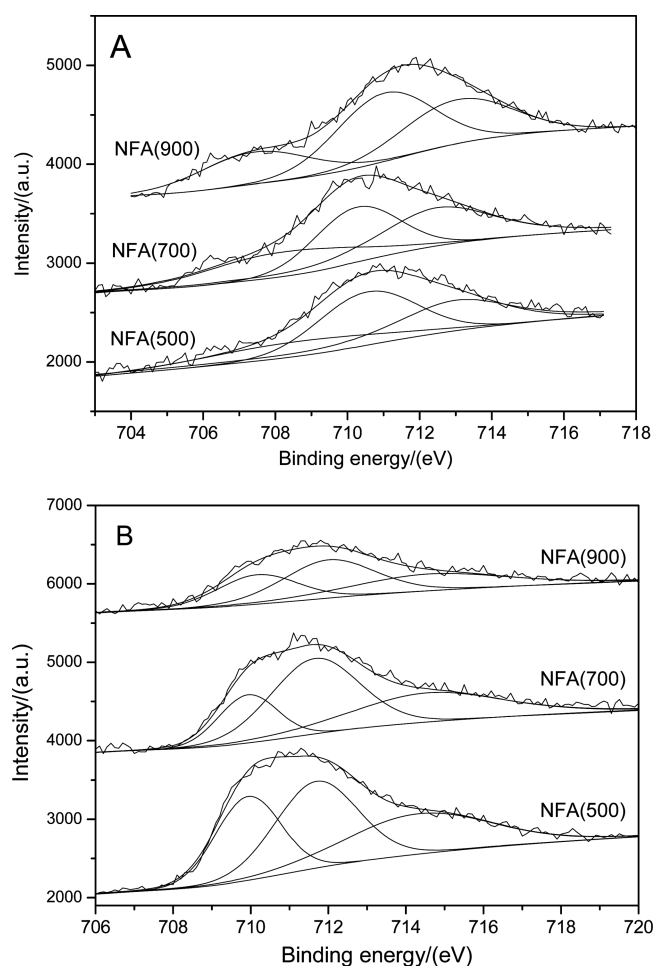 A
5000
4000
3000
2000
Intensity/(a.u.)
NFA(900)
NFA(700)
NFA(500)
704 706 708 710 712 714 716 718
Binding energy/(eV)
B
7000
6000
5000
4000
3000
2000
Intensity/(a.u.)
NFA(900)
NFA(700)
NFA(500)
706 708 710 712 714 716 718 720
Binding energy/(eV)